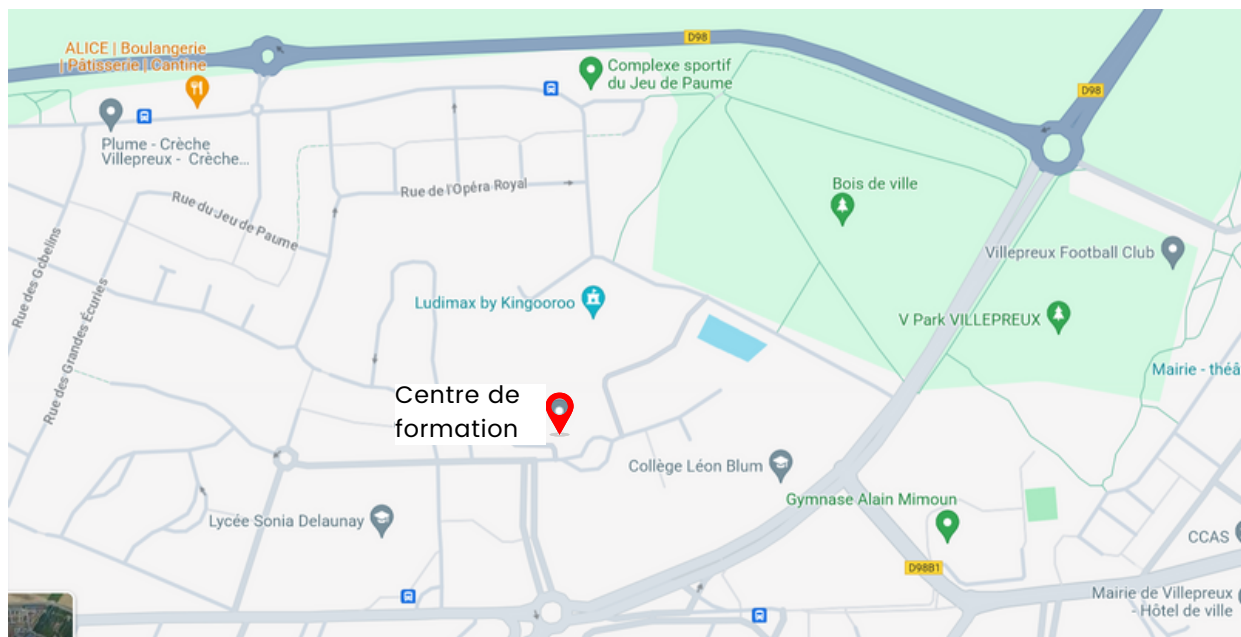 D98
ALICE | Boulangerie
| Pâtisserie | Cantine
Complexe sportif
du Jeu de Paume
D98
Plume - Crèche
Villepreux - Crèche...
Rue de l'Opéra Royal
Bois de ville
Rue du Jeu de Paume
Rue des Gobelins
Villepreux Football Club
Rue des Grandes Écuries
Ludimax by Kingooroo
V Park VILLEPREUX
Mairie - théâ
Centre de
formation
Collège Léon Blum
Gymnase Alain Mimoun
Lycée Sonia Delaunay
CCAS
D98B1
Mairie de Villepreux
- Hôtel de ville